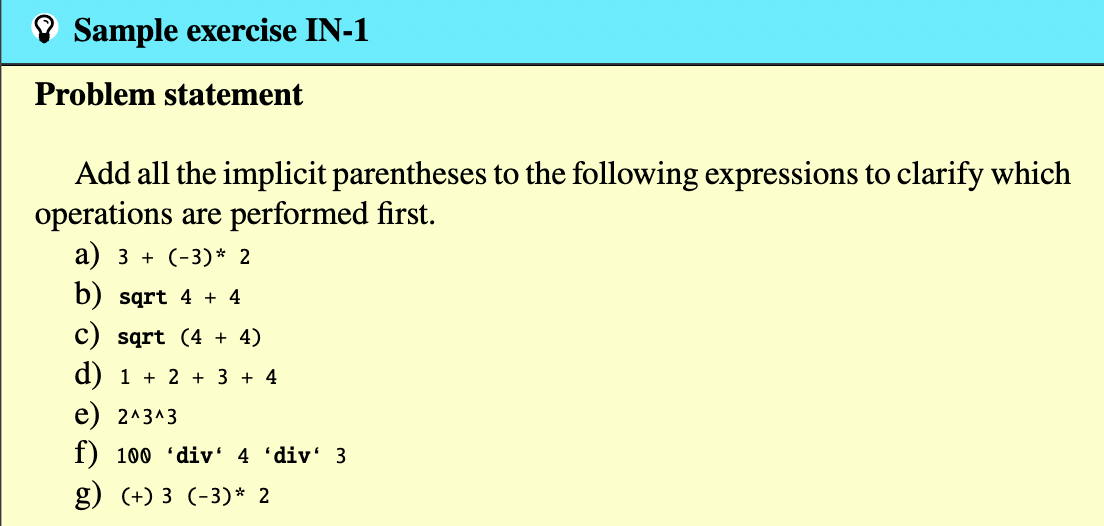 Sample exercise IN-1
Problem statement
Add all the implicit parentheses to the following expressions to clarify which
operations are performed first.
a) 3 + (-3)* 2
b) sqrt 4 + 4
c) sqrt (4 + 4)
d) 1 + 2 + 3 + 4
e) 2^3^3
f) 100 ‘div‘ 4 ‘div‘ 3
g) (+) 3 (-3)* 2